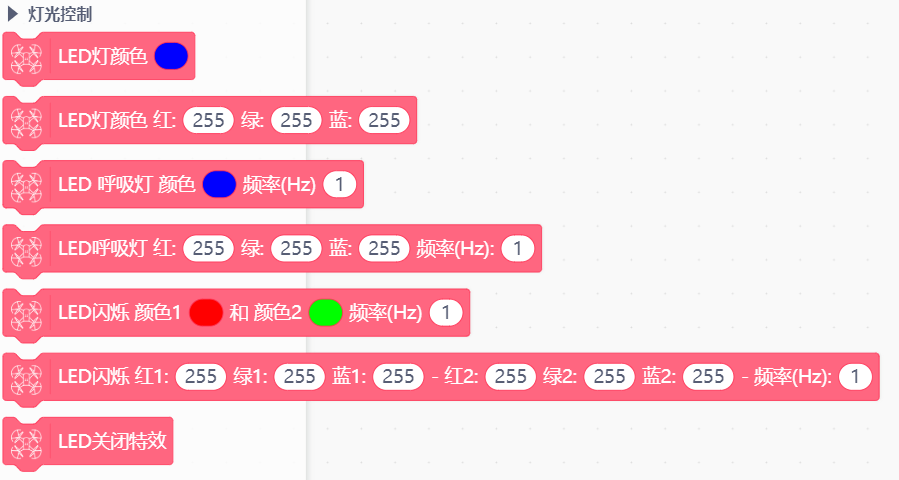 灯光控制
LED灯颜色
LED灯颜色 红: 255 绿: 255 蓝: 255
LED 呼吸灯 颜色 频率(Hz) 1
LED呼吸灯 红: 255 绿: 255 蓝: 255 频率(Hz): 1
LED闪烁 颜色1 和 颜色2 频率(Hz) 1
LED闪烁 红1: 255 绿1: 255 蓝1: 255 - 红2: 255 绿2: 255 蓝2: 255 - 频率(Hz): 1
LED关闭特效